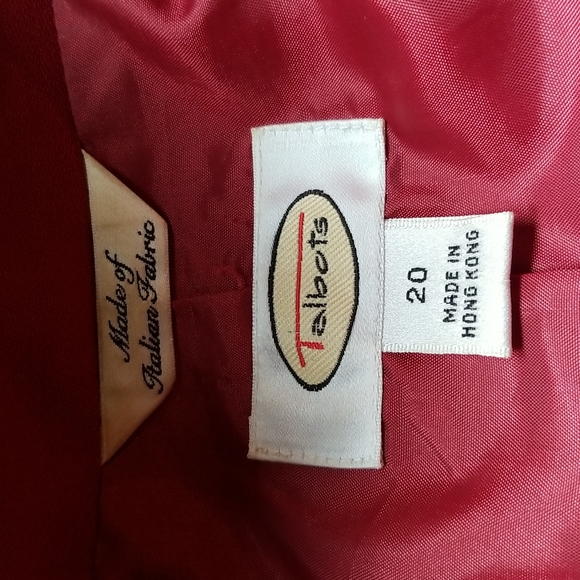 Made of
Italian Fabric
Talbots
20
MADE IN
HONG KONG